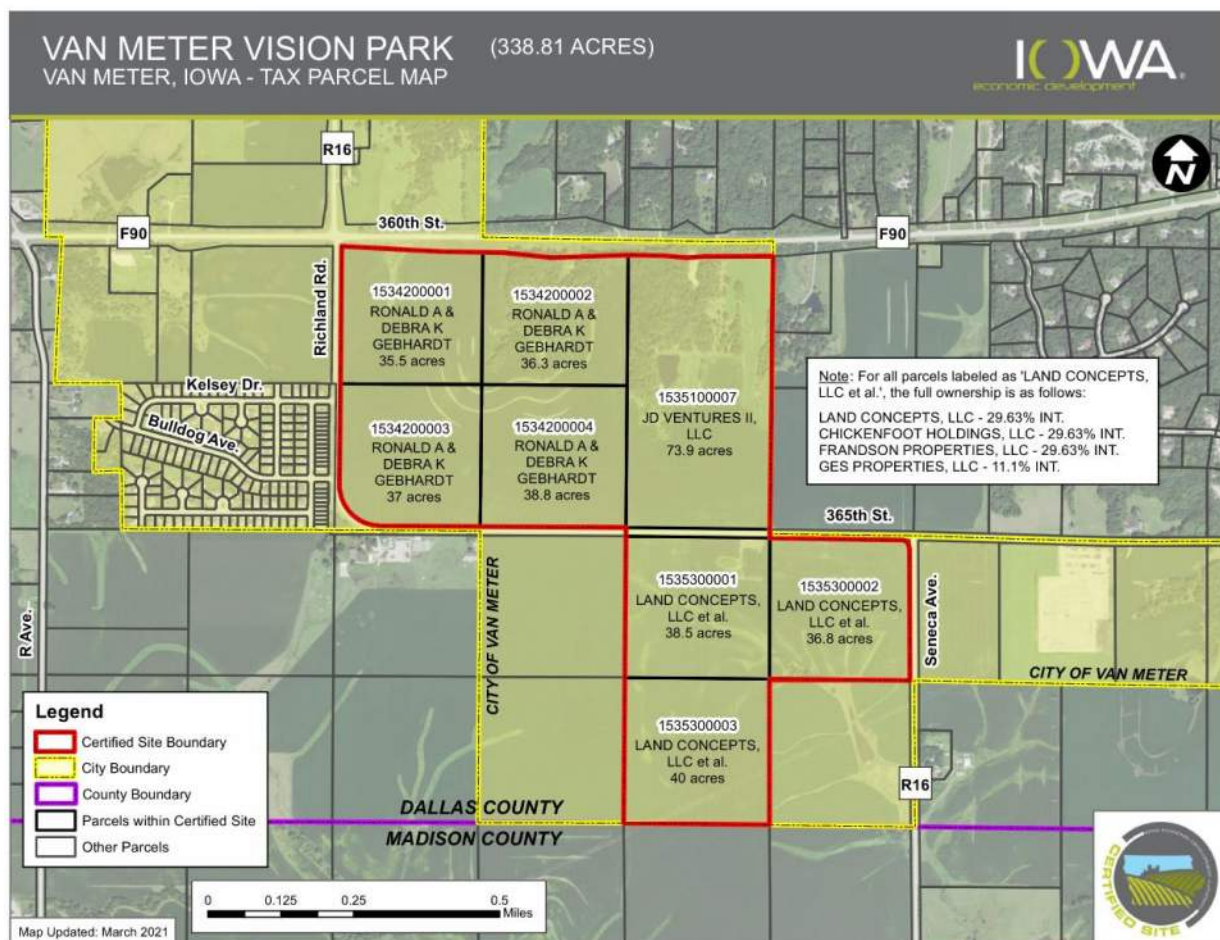 VAN METER VISION PARK (338.81 ACRES)
VAN METER, IOWA - TAX PARCEL MAP
IOWA
economic development
N
R16
360th St.
F90
F90
Richland Rd.
1534200001
RONALD A &
DEBRA K
GEBHARDT
35.5 acres
1534200002
RONALD A &
DEBRA K
GEBHARDT
36.3 acres
1535100007
JD VENTURES II,
LLC
73.9 acres
Note: For all parcels labeled as 'LAND CONCEPTS,
LLC et al.', the full ownership is as follows:
LAND CONCEPTS, LLC - 29.63% INT.
CHICKENFOOT HOLDINGS, LLC - 29.63% INT.
FRANDSON PROPERTIES, LLC - 29.63% INT.
GES PROPERTIES, LLC - 11.1% INT.
Kelsey Dr.
Bulldog Ave.
1534200003
RONALD A &
DEBRA K
GEBHARDT
37 acres
1534200004
RONALD A &
DEBRA K
GEBHARDT
38.8 acres
365th St.
R Ave.
CITY OF VAN METER
1535300001
LAND CONCEPTS,
LLC et al.
38.5 acres
1535300002
LAND CONCEPTS,
LLC et al.
36.8 acres
Seneca Ave.
CITY OF VAN METER
1535300003
LAND CONCEPTS,
LLC et al.
40 acres
R16
Legend
Certified Site Boundary
City Boundary
County Boundary
Parcels within Certified Site
Other Parcels
DALLAS COUNTY
MADISON COUNTY
0 0.125 0.25 0.5
Miles
CERTIFIED SITE
Map Updated: March 2021